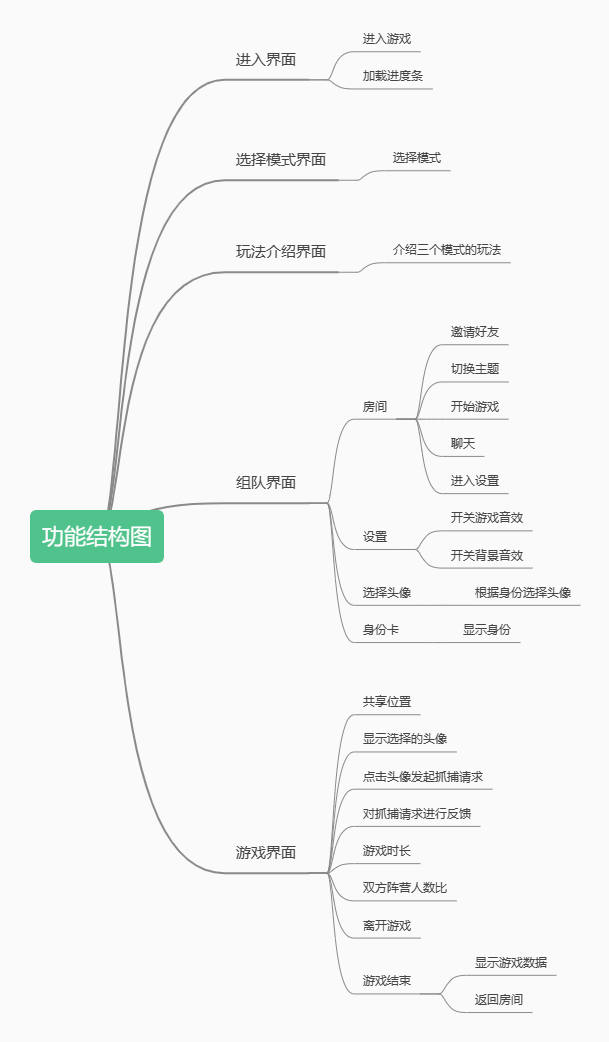 功能结构图
进入界面
进入游戏
加载进度条
选择模式界面
选择模式
玩法介绍界面
介绍三个模式的玩法
组队界面
房间
邀请好友
切换主题
开始游戏
聊天
进入设置
设置
开关游戏音效
开关背景音效
选择头像
根据身份选择头像
身份卡
显示身份
游戏界面
共享位置
显示选择的头像
点击头像发起抓捕请求
对抓捕请求进行反馈
游戏时长
双方阵营人数比
离开游戏
游戏结束
显示游戏数据
返回房间